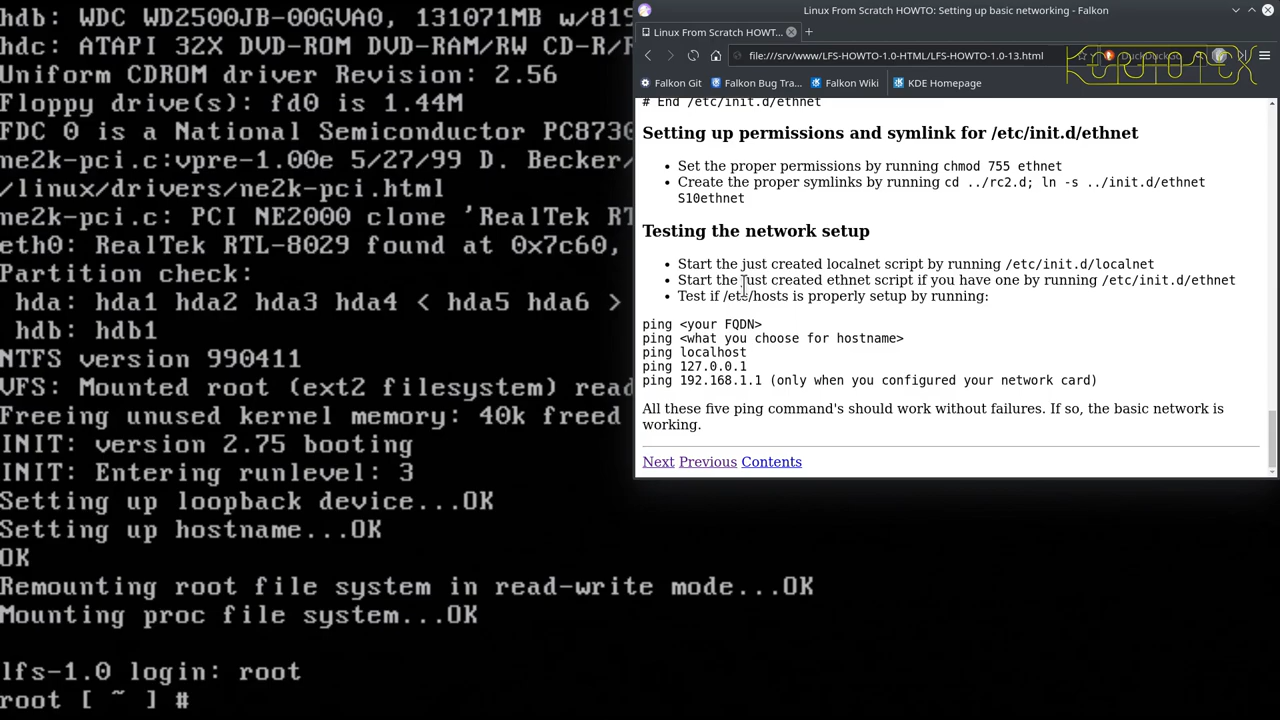 hdb: WDC WD2500JB-00GVA0, 131071MB w/819
hdc: ATAPI 32X DVD-ROM DVD-RAM/RW CD-R/R
Uniform CDROM driver Revision: 2.56
Floppy drive(s): fd0 is 1.44M
FDC 0 is a National Semiconductor PC8730
ne2k-pci.c:vpre-1.00e 5/27/99 D. Becker/
/linux/drivers/ne2k-pci.html
ne2k-pci.c: PCI NE2000 clone 'RealTek RT
eth0: RealTek RTL-8029 found at 0x7c60,
Partition check:
hda: hda1 hda2 hda3 hda4 < hda5 hda6 >
hdb: hdb1
NTFS version 990411
VFS: Mounted root (ext2 filesystem) read
Freeing unused kernel memory: 40k freed
INIT: version 2.75 booting
INIT: Entering runlevel: 3
Setting up loopback device...OK
Setting up hostname...OK
OK
Remounting root file system in read-write mode...OK
Mounting proc file system...OK
lfs-1.0 login: root
root [ ~ ] #
Linux From Scratch HOWTO: Setting up basic networking - Falkon
Linux From Scratch HOWT...
file:///srv/www/LFS-HOWTO-1.0-HTML/LFS-HOWTO-1.0-13.html
Falkon Git Falkon Bug Tra... Falkon Wiki KDE Homepage
# End /etc/init.d/ethnet
Setting up permissions and symlink for /etc/init.d/ethnet
• Set the proper permissions by running chmod 755 ethnet
• Create the proper symlinks by running cd ../rc2.d; ln -s ../init.d/ethnet
S10ethnet
Testing the network setup
• Start the just created localnet script by running /etc/init.d/localnet
• Start the just created ethnet script if you have one by running /etc/init.d/ethnet
• Test if /etc/hosts is properly setup by running:
ping <your FQDN>
ping <what you choose for hostname>
ping localhost
ping 127.0.0.1
ping 192.168.1.1 (only when you configured your network card)
All these five ping command's should work without failures. If so, the basic network is
working.
Next Previous Contents